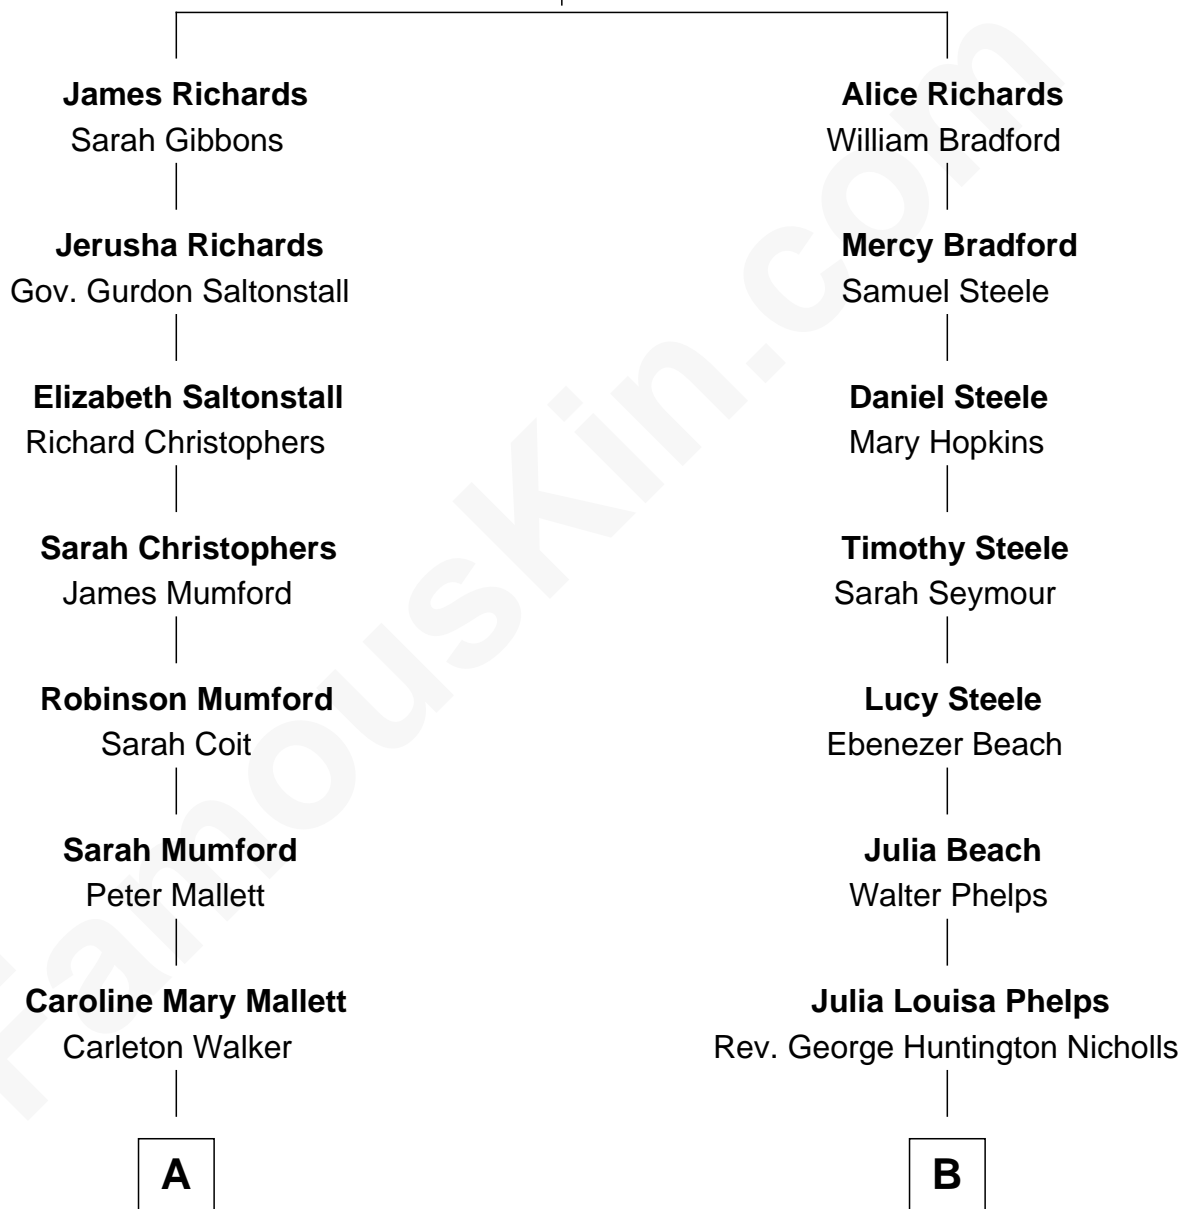 James Richards
Sarah Gibbons
Jerusha Richards
Gov. Gurdon Saltonstall
Elizabeth Saltonstall
Richard Christophers
Sarah Christophers
James Mumford
Robinson Mumford
Sarah Coit
Sarah Mumford
Peter Mallett
Caroline Mary Mallett
Carleton Walker
A
Alice Richards
William Bradford
Mercy Bradford
Samuel Steele
Daniel Steele
Mary Hopkins
Timothy Steele
Sarah Seymour
Lucy Steele
Ebenezer Beach
Julia Beach
Walter Phelps
Julia Louisa Phelps
Rev. George Huntington Nicholls
B
FamousKin.com